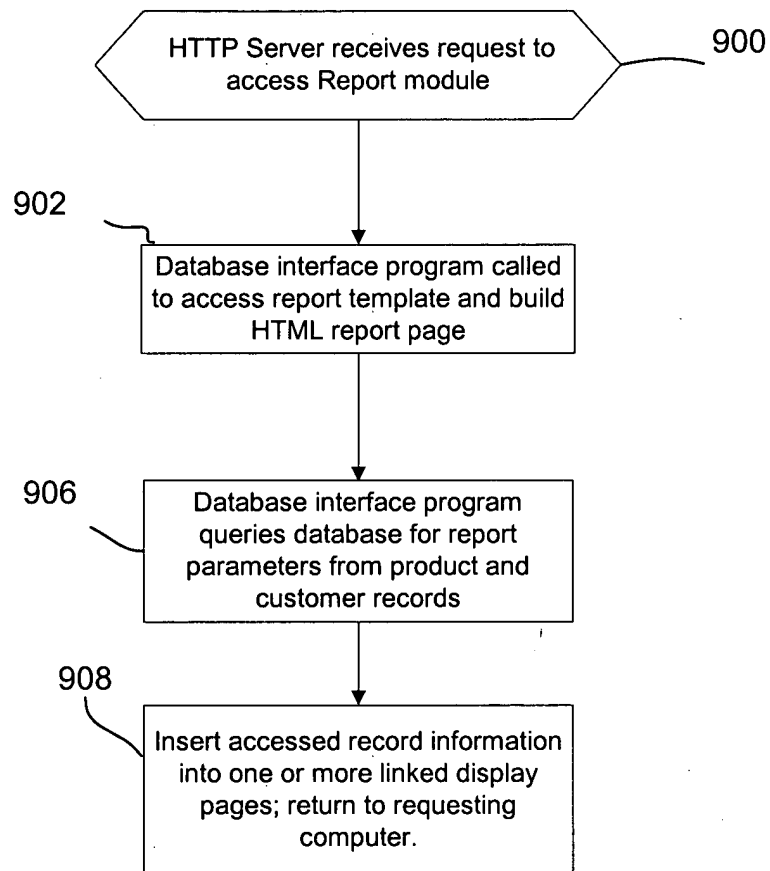 HTTP Server receives request to
access Report module
900
902
Database interface program called
to access report template and build
HTML report page
906
Database interface program
queries database for report
parameters from product and
customer records
908
Insert accessed record information
into one or more linked display
pages; return to requesting
computer.